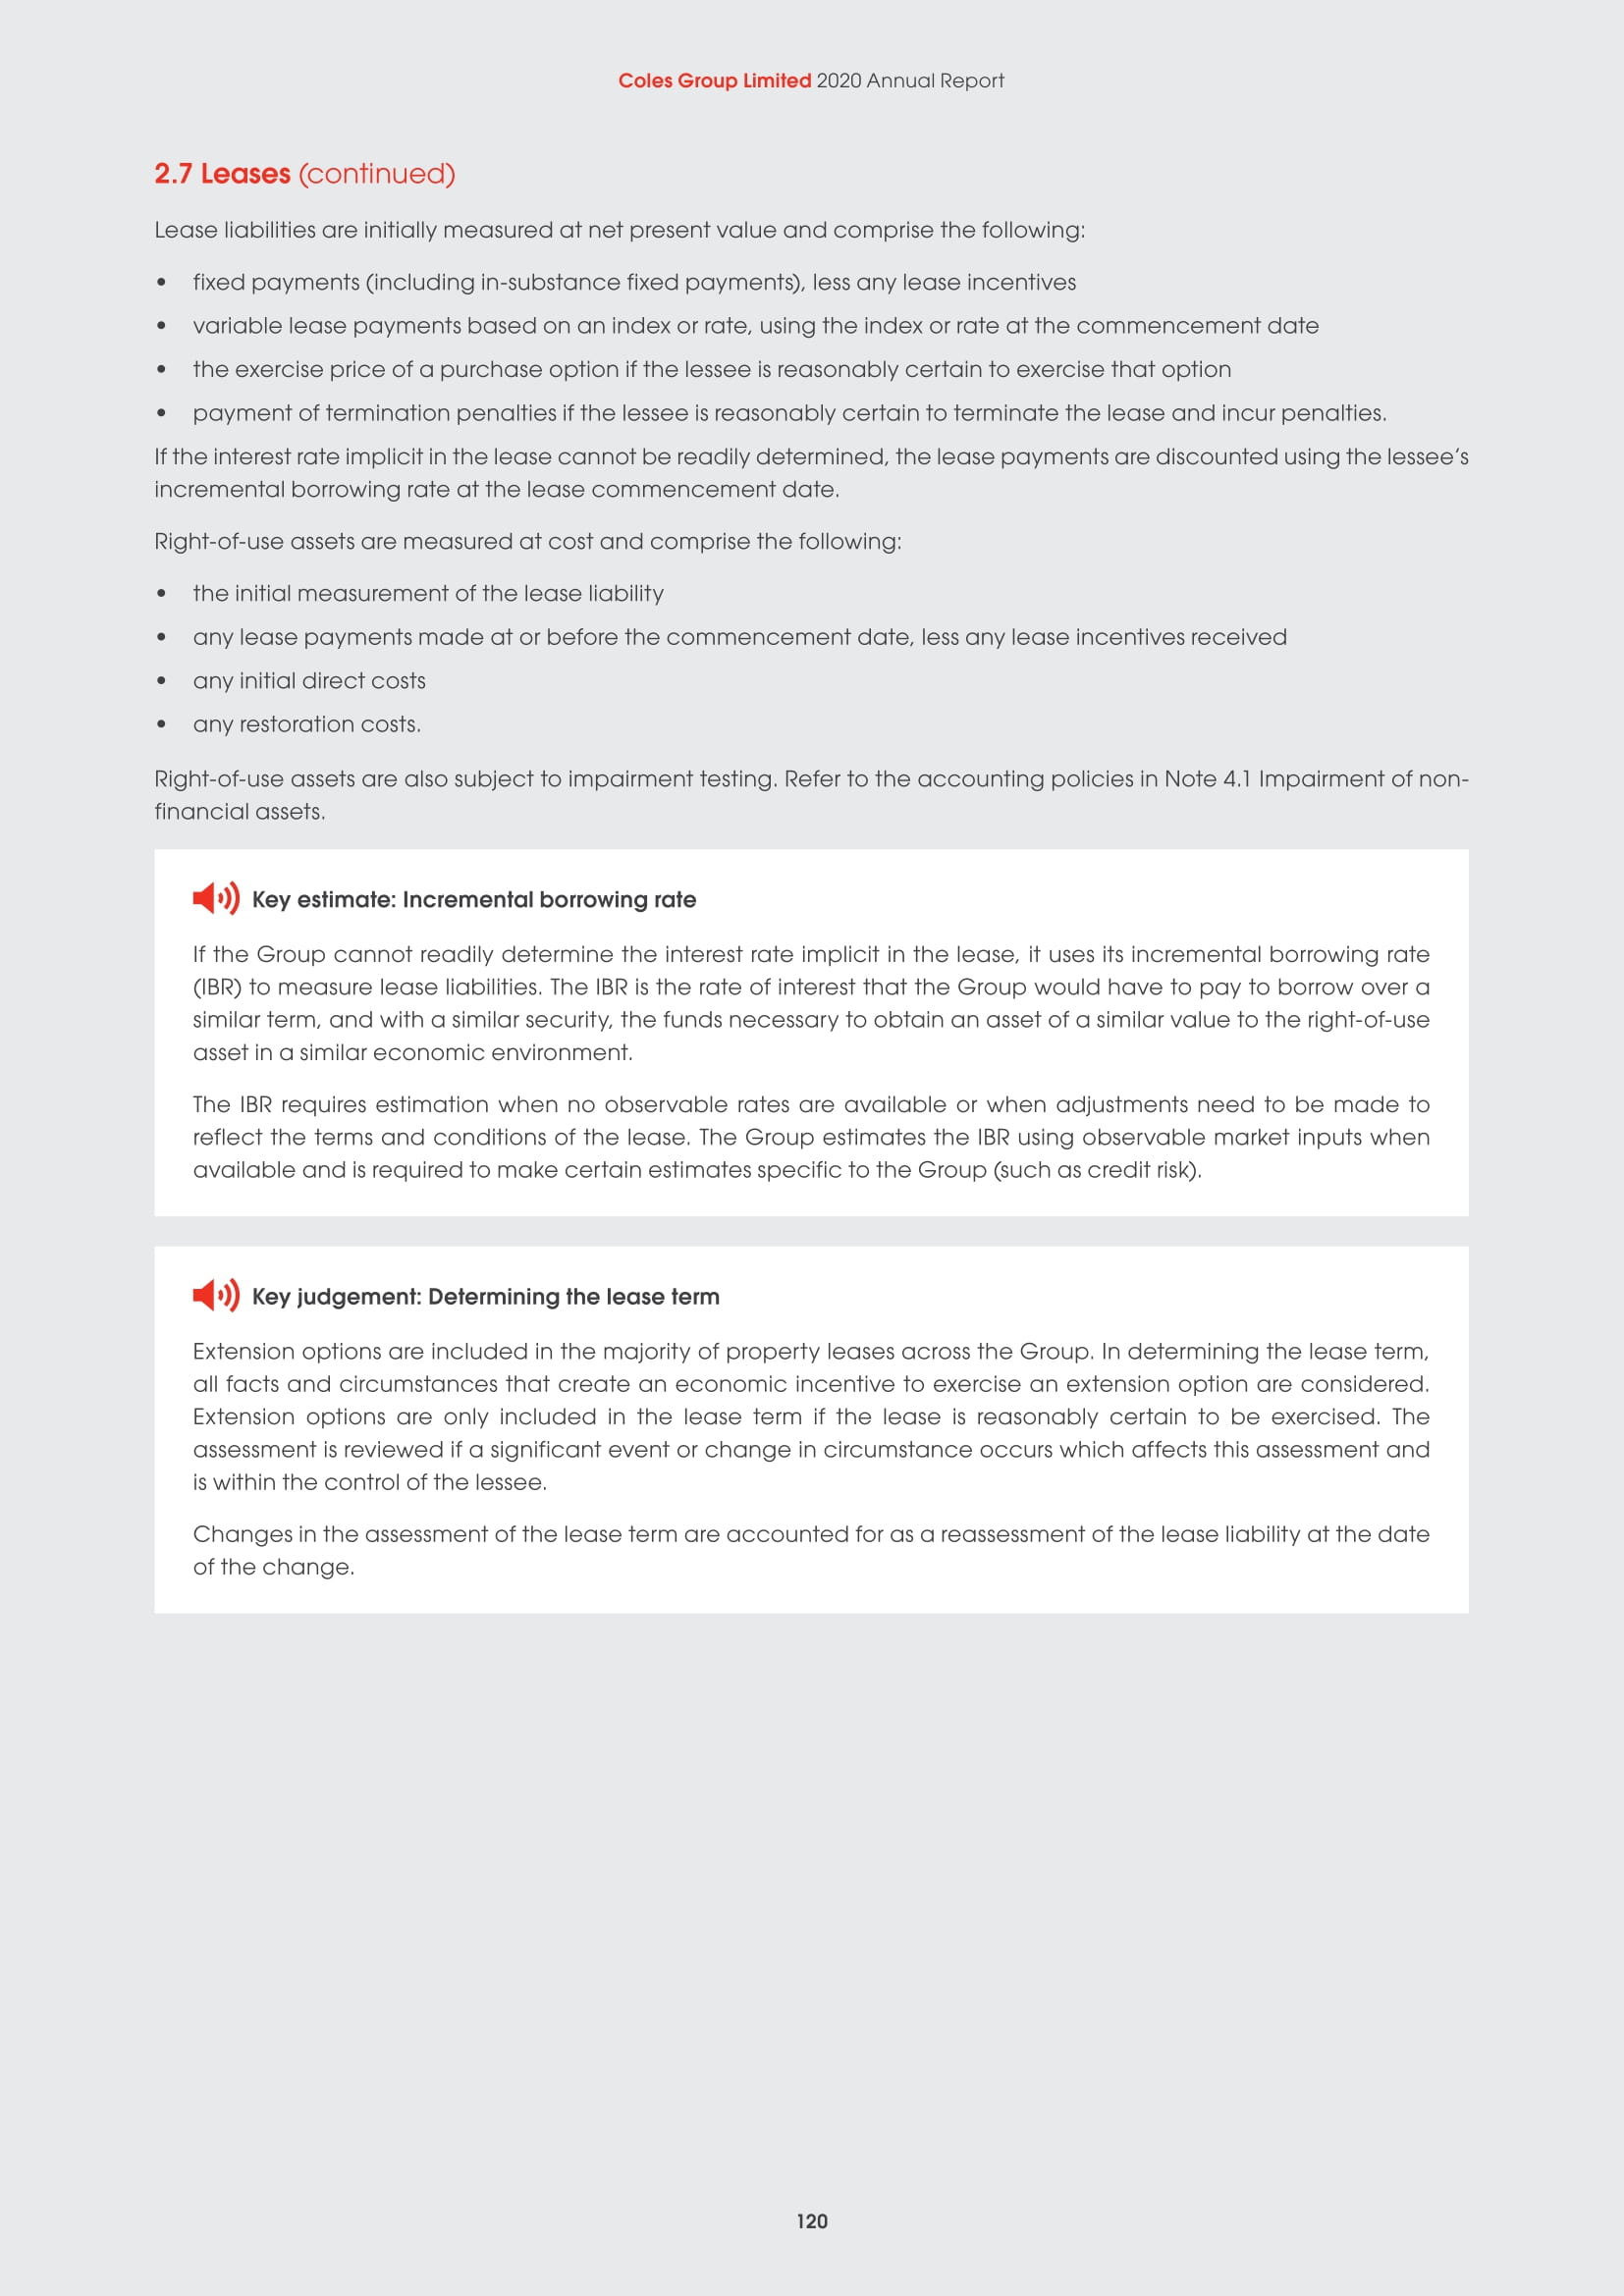 Coles Group Limited 2020 Annual Report
2.7 Leases (continued)
Lease liabilities are initially measured at net present value and comprise the following:
• fixed payments (including in-substance fixed payments), less any lease incentives
• variable lease payments based on an index or rate, using the index or rate at the commencement date
• the exercise price of a purchase option if the lessee is reasonably certain to exercise that option
• payment of termination penalties if the lessee is reasonably certain to terminate the lease and incur penalties.
If the interest rate implicit in the lease cannot be readily determined, the lease payments are discounted using the lessee's
incremental borrowing rate at the lease commencement date.
Right-of-use assets are measured at cost and comprise the following:
• the initial measurement of the lease liability
• any lease payments made at or before the commencement date, less any lease incentives received
• any initial direct costs
• any restoration costs.
Right-of-use assets are also subject to impairment testing. Refer to the accounting policies in Note 4.1 Impairment of non-
financial assets.
Key estimate: Incremental borrowing rate
If the Group cannot readily determine the interest rate implicit in the lease, it uses its incremental borrowing rate
(IBR) to measure lease liabilities. The IBR is the rate of interest that the Group would have to pay to borrow over a
similar term, and with a similar security, the funds necessary to obtain an asset of a similar value to the right-of-use
asset in a similar economic environment.
The IBR requires estimation when no observable rates are available or when adjustments need to be made to
reflect the terms and conditions of the lease. The Group estimates the IBR using observable market inputs when
available and is required to make certain estimates specific to the Group (such as credit risk).
Key judgement: Determining the lease term
Extension options are included in the majority of property leases across the Group. In determining the lease term,
all facts and circumstances that create an economic incentive to exercise an extension option are considered.
Extension options are only included in the lease term if the lease is reasonably certain to be exercised. The
assessment is reviewed if a significant event or change in circumstance occurs which affects this assessment and
is within the control of the lessee.
Changes in the assessment of the lease term are accounted for as a reassessment of the lease liability at the date
of the change.
120